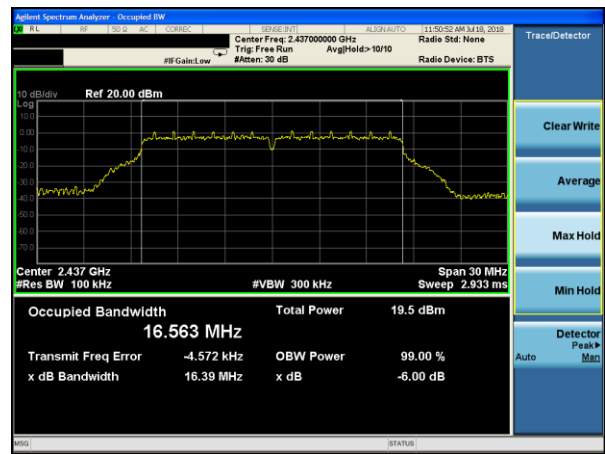 Agilent Spectrum Analyzer - Occupied BW
RL RF 50 Ω AC CORREC SENSE:INT ALIGN AUTO 11:50:52 AM Jul 18, 2018
Center Freq: 2.437000000 GHz Radio Std: None
Trig: Free Run Avg|Hold:>10/10
#IFGain:Low #Atten: 30 dB Radio Device: BTS
Trace/Detector
10 dB/div Ref 20.00 dBm
Log
10.0
0.00
-10.0
-20.0
-30.0
-40.0
-50.0
-60.0
-70.0
Center 2.437 GHz Span 30 MHz
#Res BW 100 kHz #VBW 300 kHz Sweep 2.933 ms
Occupied Bandwidth Total Power 19.5 dBm
16.563 MHz
Transmit Freq Error -4.572 kHz OBW Power 99.00 %
x dB Bandwidth 16.39 MHz x dB -6.00 dB
Clear Write
Average
Max Hold
Min Hold
Detector
Peak▶
Auto Man
MSG STATUS